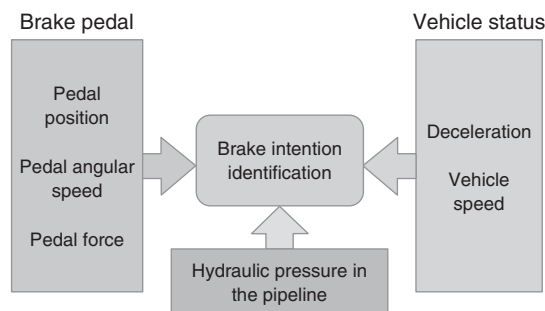 Brake pedal
Pedal
position
Pedal angular
speed
Pedal force
Brake intention
identification
Hydraulic pressure in
the pipeline
Vehicle status
Deceleration
Vehicle
speed